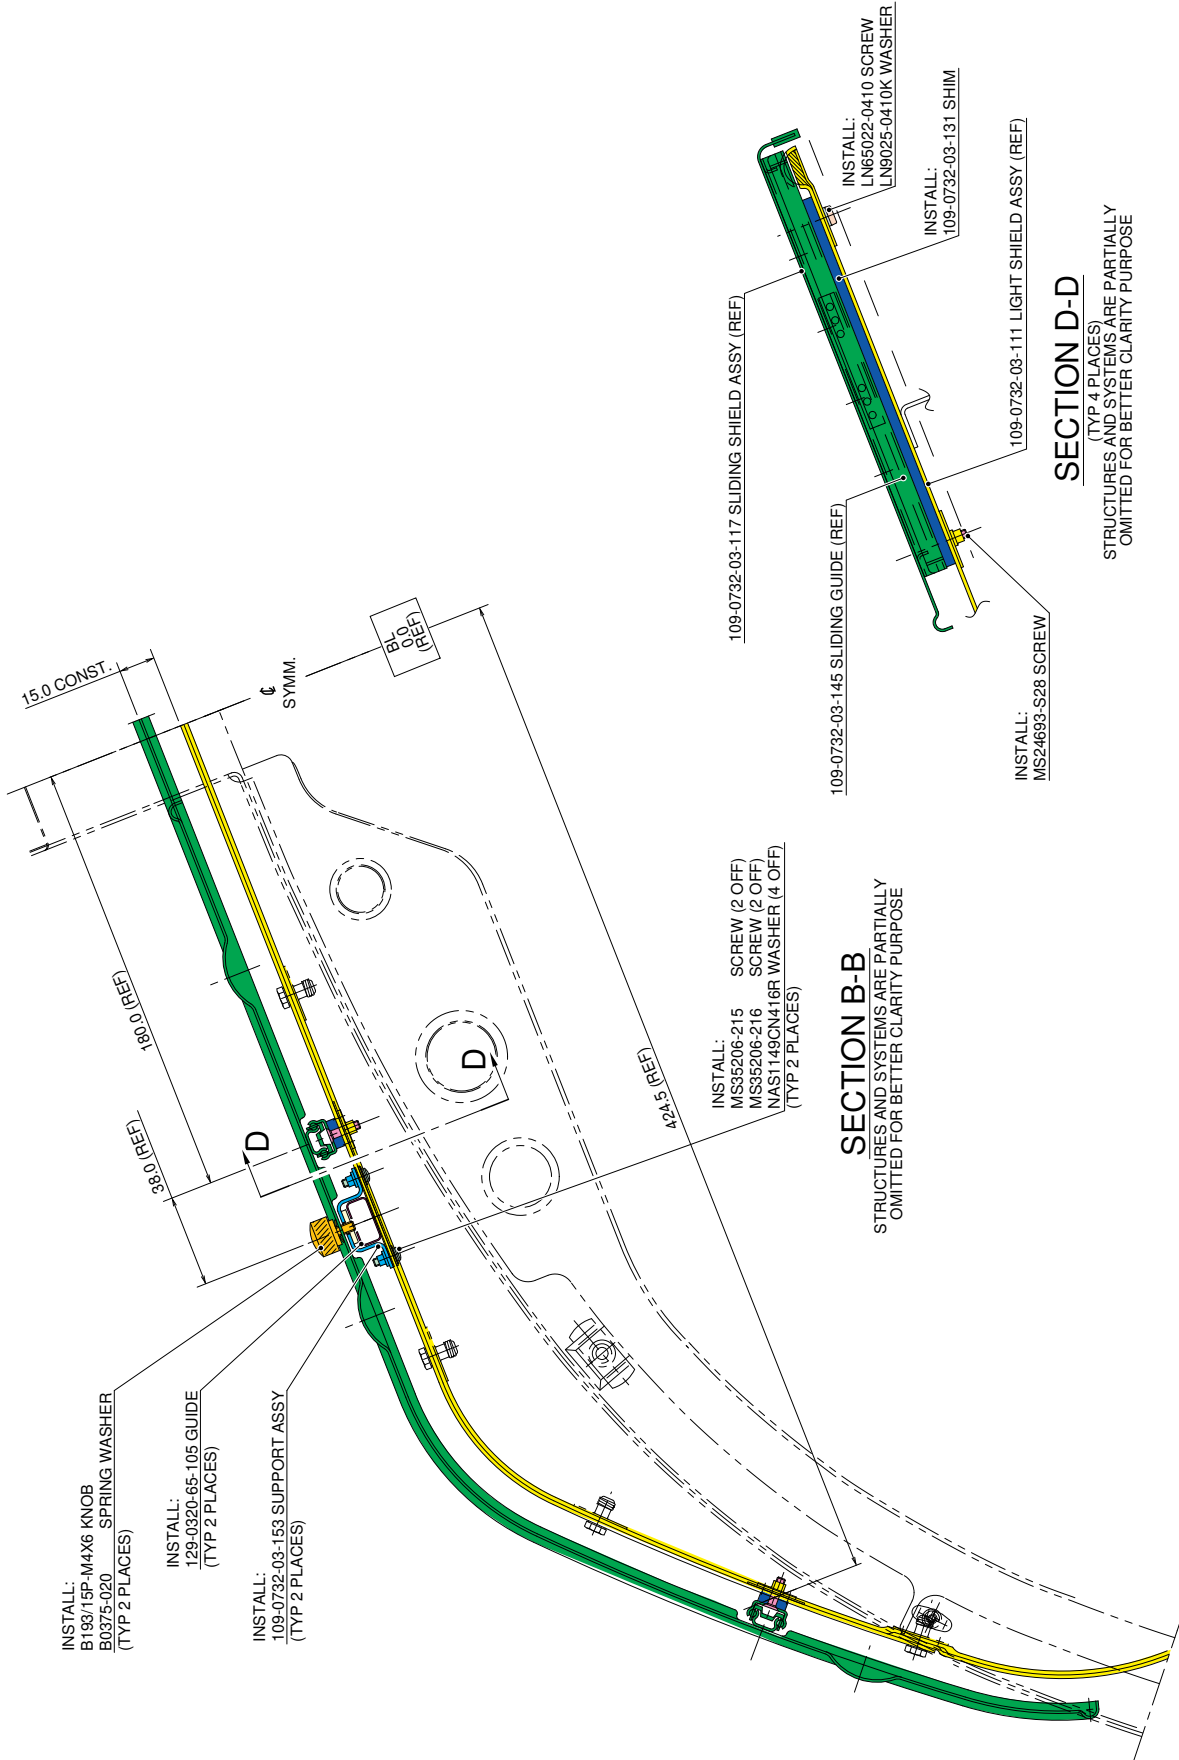 INSTALL:
B193/15P-M4X6 KNOB
B0375-020 SPRING WASHER
(TYP 2 PLACES)
INSTALL:
129-0320-65-105 GUIDE
(TYP 2 PLACES)
INSTALL:
109-0732-03-153 SUPPORT ASSY
(TYP 2 PLACES)
38.0 (REF)
180.0 (REF)
15.0 CONST.
D
D
℄
SYMM.
BL
0.0
(REF)
424.5 (REF)
INSTALL:
MS35206-215 SCREW (2 OFF)
MS35206-216 SCREW (2 OFF)
NAS1149CN416R WASHER (4 OFF)
(TYP 2 PLACES)
SECTION B-B
STRUCTURES AND SYSTEMS ARE PARTIALLY
OMITTED FOR BETTER CLARITY PURPOSE
109-0732-03-117 SLIDING SHIELD ASSY (REF)
109-0732-03-145 SLIDING GUIDE (REF)
INSTALL:
LN65022-0410 SCREW
LN9025-0410K WASHER
INSTALL:
109-0732-03-131 SHIM
109-0732-03-111 LIGHT SHIELD ASSY (REF)
INSTALL:
MS24693-S28 SCREW
SECTION D-D
(TYP 4 PLACES)
STRUCTURES AND SYSTEMS ARE PARTIALLY
OMITTED FOR BETTER CLARITY PURPOSE